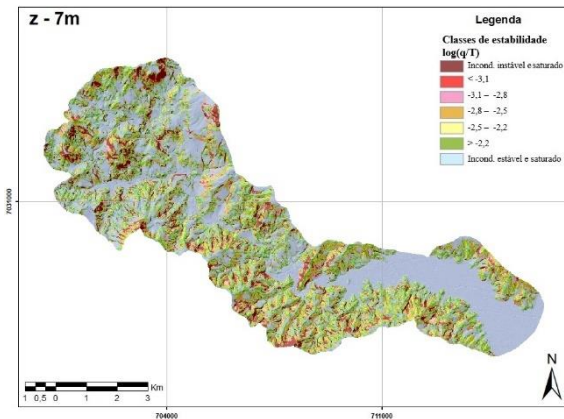 z - 7m
Legenda
Classes de estabilidade
log(q/T)
Incond. instável e saturado
< -3,1
-3,1 – -2,8
-2,8 – -2,5
-2,5 – -2,2
> -2,2
Incond. estável e saturado
7031000
N
Km
1 0,5 0 1 2 3
704000
711000